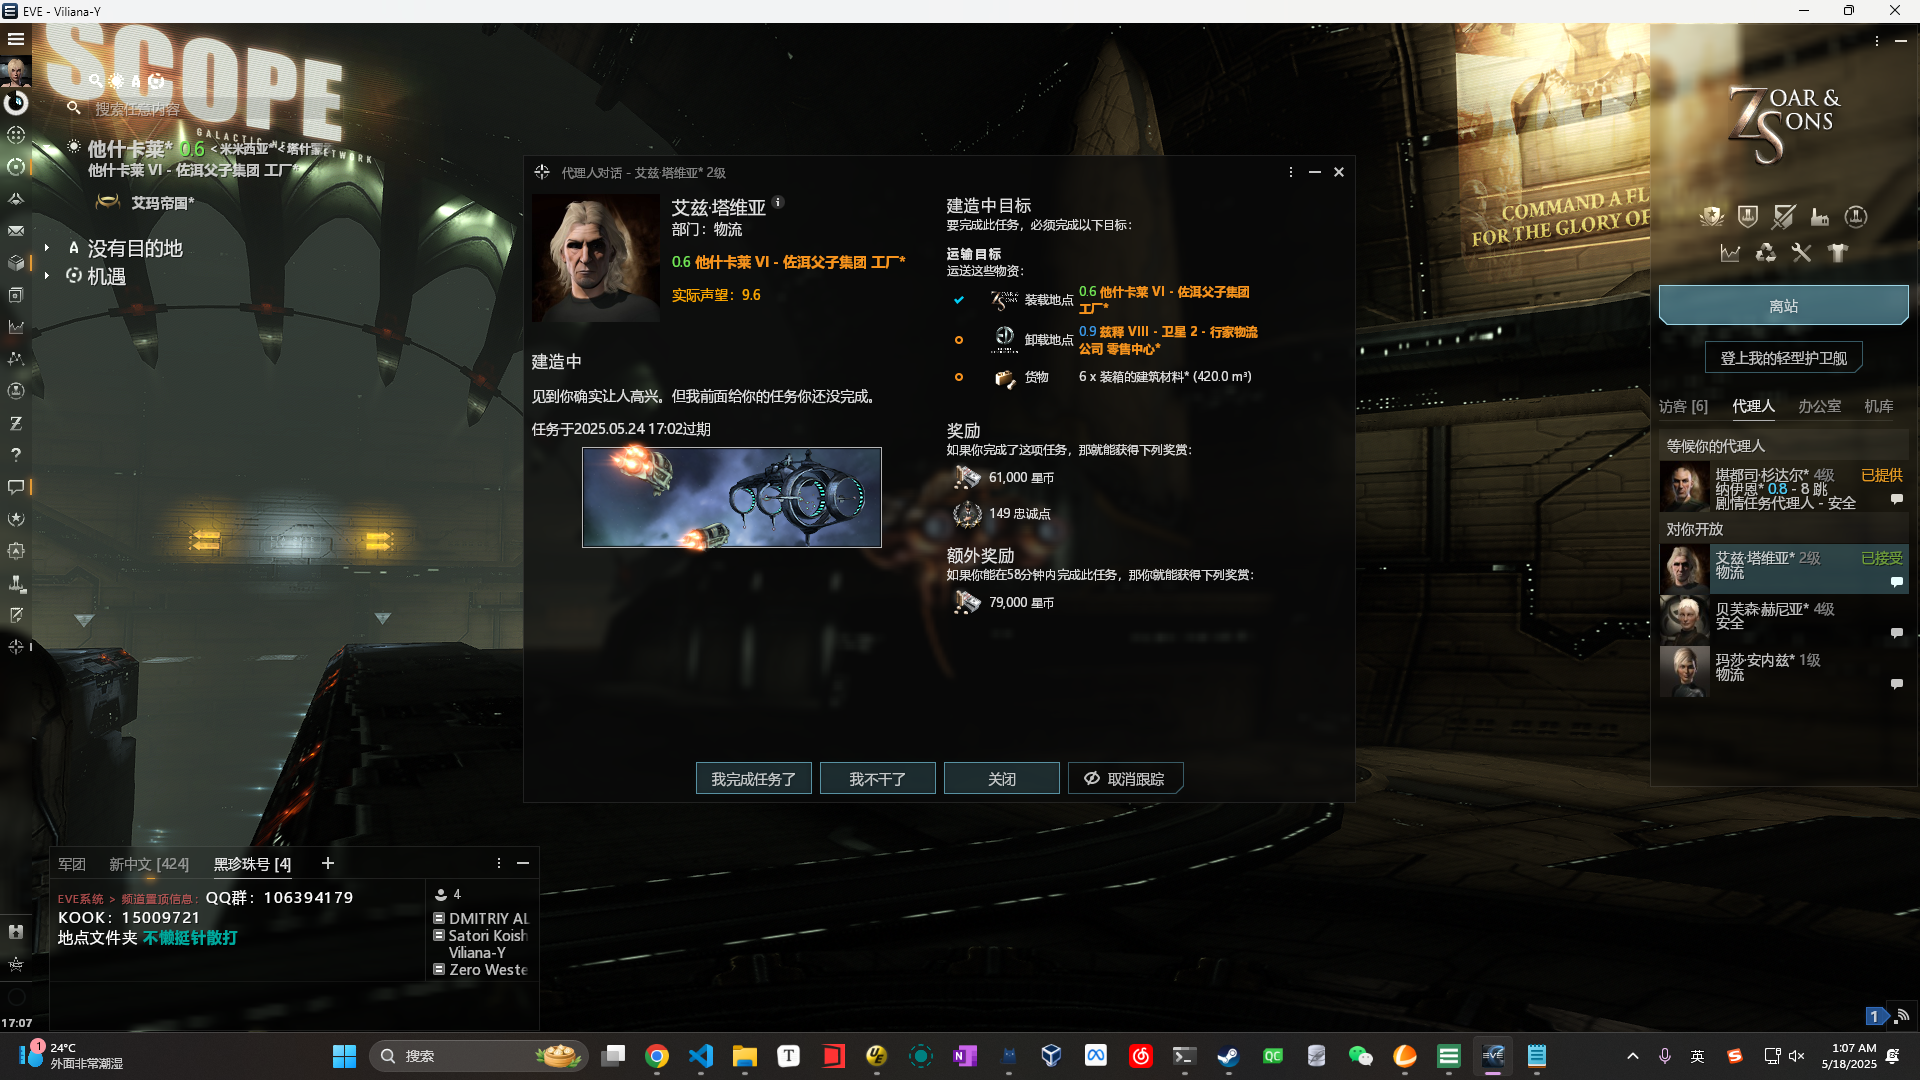 EVE - Viliana-Y
SCOPE
GALACTIC NEWS NETWORK
搜索任意内容
他什卡莱* 0.6 < 米米西亚* < 塔什蒙贡
他什卡莱 VI - 佐洱父子集团 工厂*
艾玛帝国*
没有目的地
机遇
代理人对话 - 艾兹·塔维亚* 2级
艾兹·塔维亚
部门：物流
0.6 他什卡莱 VI - 佐洱父子集团 工厂*
实际声望：9.6
建造中
见到你确实让人高兴。但我前面给你的任务你还没完成。
任务于2025.05.24 17:02过期
建造中目标
要完成此任务，必须完成以下目标：
运输目标
运送这些物资：
装载地点 0.6 他什卡莱 VI - 佐洱父子集团
工厂*
卸载地点 0.9 兹释 VIII - 卫星 2 - 行家物流
公司 零售中心*
货物 6 x 装箱的建筑材料* (420.0 m³)
奖励
如果你完成了这项任务，那就能获得下列奖赏：
61,000 星币
149 忠诚点
额外奖励
如果你能在58分钟内完成此任务，那你就能获得下列奖赏：
79,000 星币
我完成任务了
我不干了
关闭
取消跟踪
COMMAND A FL
FOR THE GLORY OF
ZOAR &
SONS
离站
登上我的轻型护卫舰
访客 [6] 代理人 办公室 机库
等候你的代理人
堪都司·杉达尔* 4级 已提供
纳伊恩* 0.8 - 8 跳
剧情任务代理人 - 安全
对你开放
艾兹·塔维亚* 2级 已接受
物流
贝芙森·赫尼亚* 4级
安全
玛莎·安内兹* 1级
物流
军团 新中文 [424] 黑珍珠号 [4]
EVE系统 > 频道置顶信息: QQ群：106394179
KOOK：15009721
地点文件夹 不懒挺针散打
4
DMITRIY AL
Satori Koish
Viliana-Y
Zero Weste
17:07
1
1
24°C
外面非常潮湿
搜索
英
1:07 AM
5/18/2025